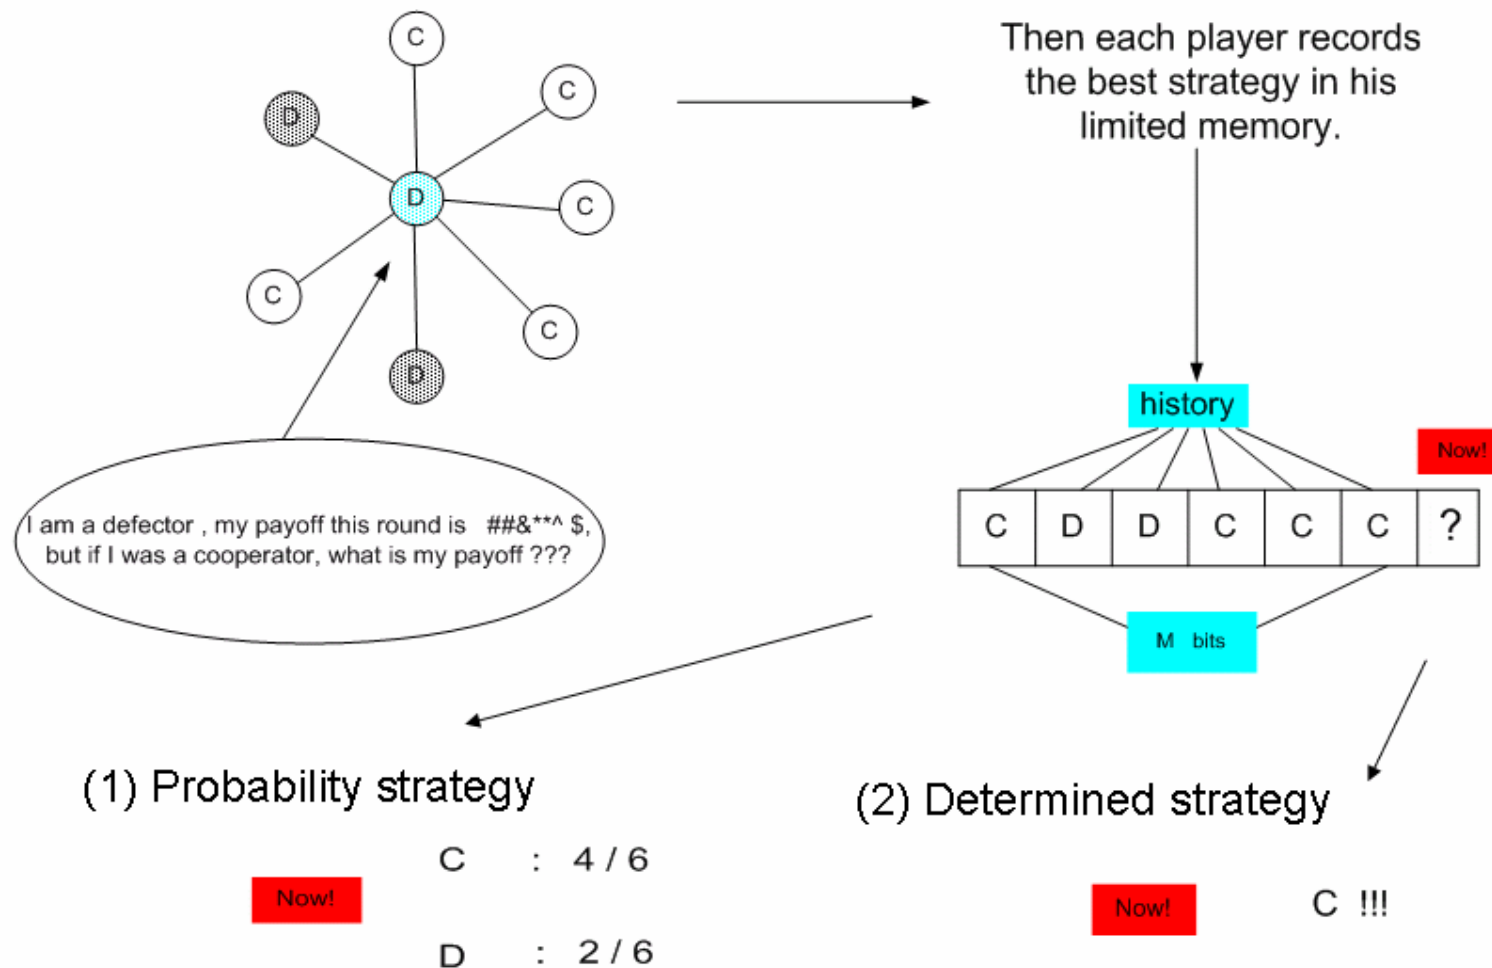 C
C
D
D
C
C
C
D
Then each player records
the best strategy in his
limited memory.
I am a defector , my payoff this round is ##&**^ $,
but if I was a cooperator, what is my payoff ???
history
Now!
C D D C C C ?
M bits
(1) Probability strategy
C : 4 / 6
Now!
D : 2 / 6
(2) Determined strategy
Now! C !!!